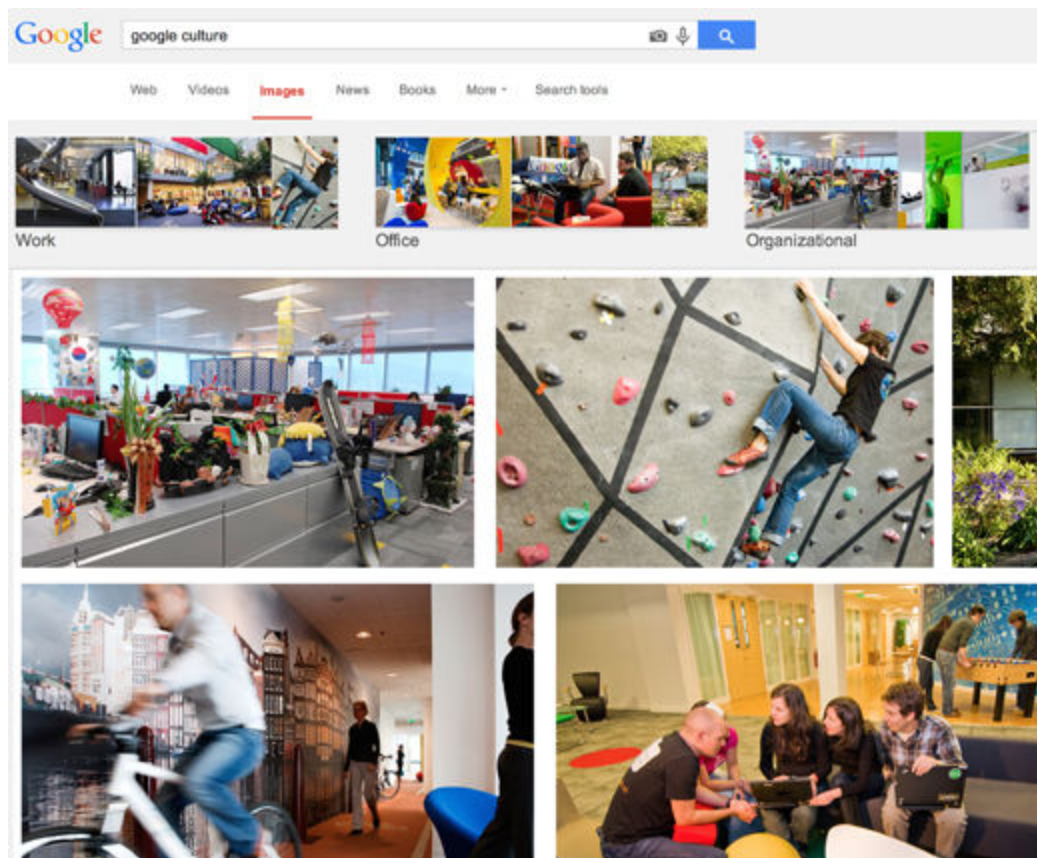 Google google culture
Web Videos Images News Books More Search tools
Work Office Organizational